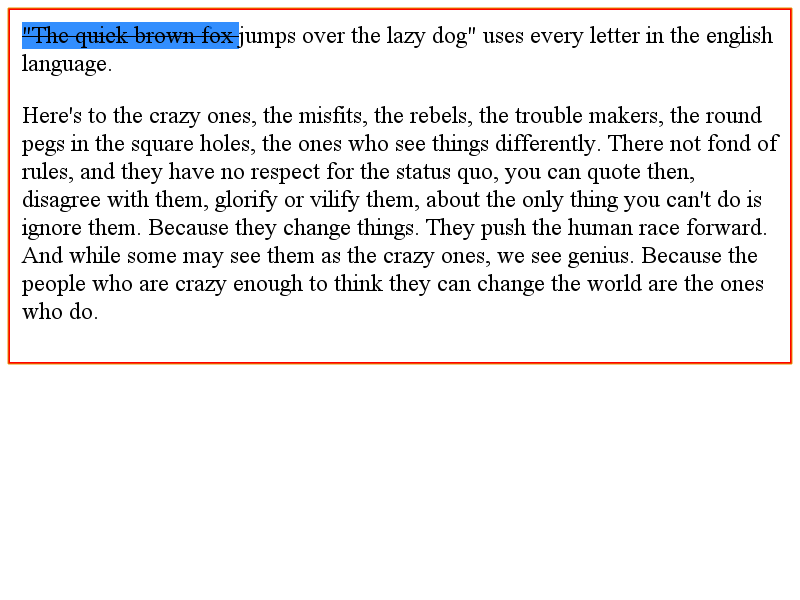 "The quick brown fox jumps over the lazy dog" uses every letter in the english
language.
Here's to the crazy ones, the misfits, the rebels, the trouble makers, the round
pegs in the square holes, the ones who see things differently. There not fond of
rules, and they have no respect for the status quo, you can quote then,
disagree with them, glorify or vilify them, about the only thing you can't do is
ignore them. Because they change things. They push the human race forward.
And while some may see them as the crazy ones, we see genius. Because the
people who are crazy enough to think they can change the world are the ones
who do.